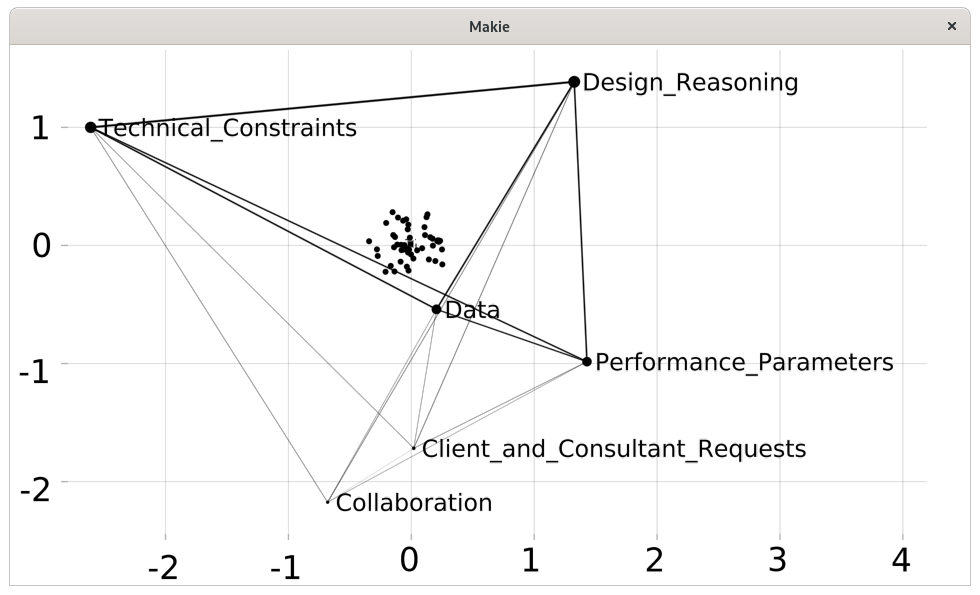 Makie
×
Design_Reasoning
1
Technical_Constraints
0
Data
-1
Performance_Parameters
Client_and_Consultant_Requests
-2
Collaboration
-2 -1 0 1 2 3 4